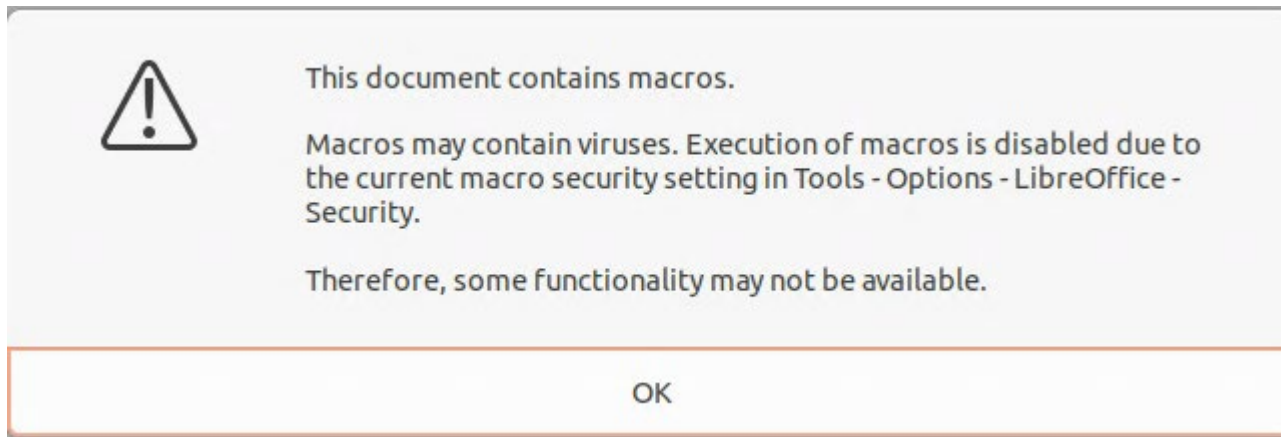 This document contains macros.
Macros may contain viruses. Execution of macros is disabled due to
the current macro security setting in Tools - Options - LibreOffice -
Security.
Therefore, some functionality may not be available.
OK